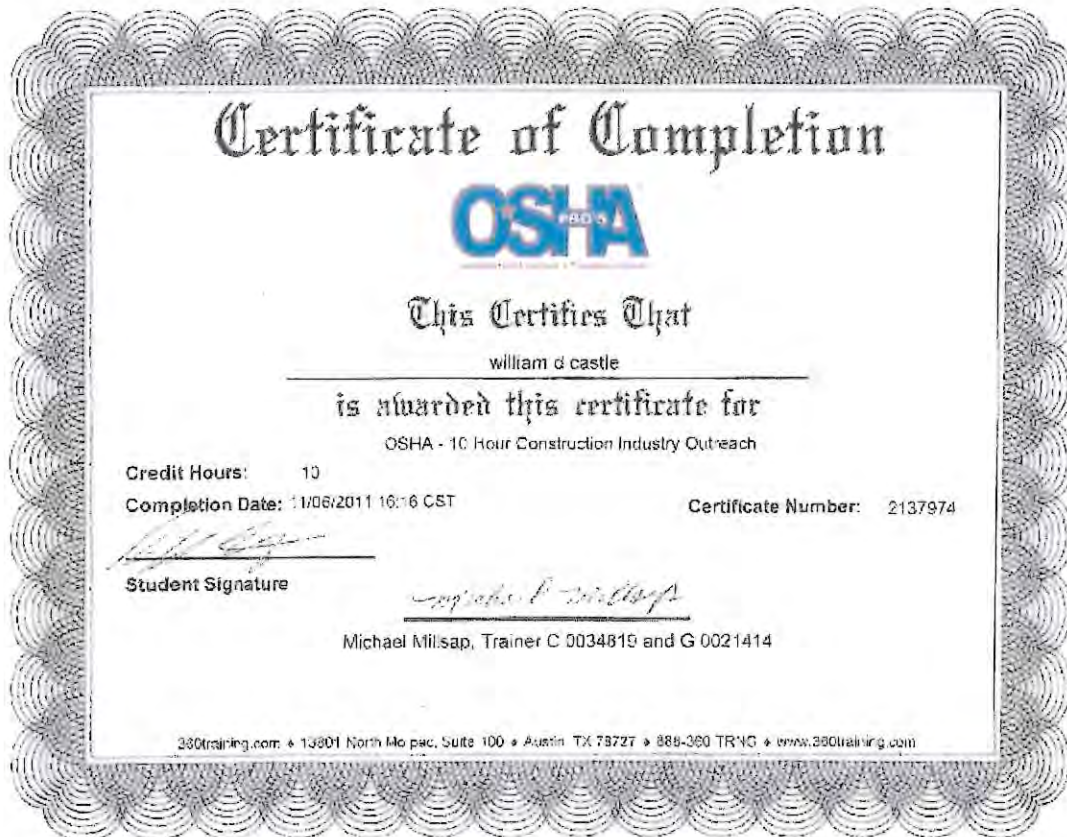 Certificate of Completion
OSHA
PROS
This Certifies That
william d castle
is awarded this certificate for
OSHA - 10 Hour Construction Industry Outreach
Credit Hours: 10
Completion Date: 11/06/2011 16:16 CST
Certificate Number: 2137974
Student Signature
Michael Millsap
Michael Millsap, Trainer C 0034819 and G 0021414
360training.com ♦ 13801 North Mo pac, Suite 100 ♦ Austin TX 78727 ♦ 888-360 TRNG ♦ www.360training.com